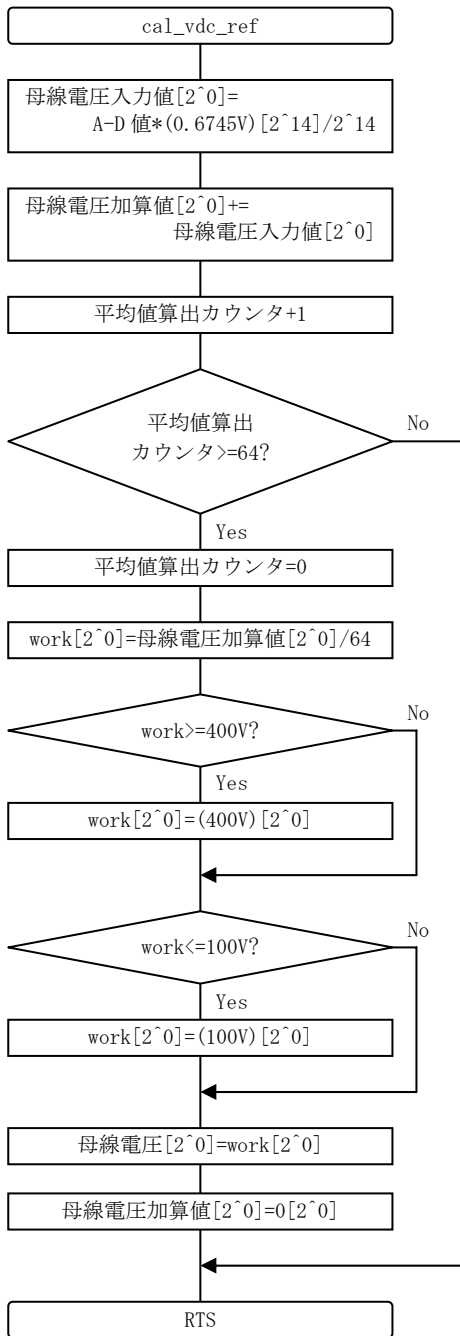 cal_vdc_ref
母線電圧入力値[2^0]=
A-D 値*(0.6745V)[2^14]/2^14
母線電圧加算値[2^0]+=
母線電圧入力値[2^0]
平均値算出カウンタ+1
平均値算出
カウンタ>=64?
No
Yes
平均値算出カウンタ=0
work[2^0]=母線電圧加算値[2^0]/64
work>=400V?
No
Yes
work[2^0]=(400V)[2^0]
work<=100V?
No
Yes
work[2^0]=(100V)[2^0]
母線電圧[2^0]=work[2^0]
母線電圧加算値[2^0]=0[2^0]
RTS